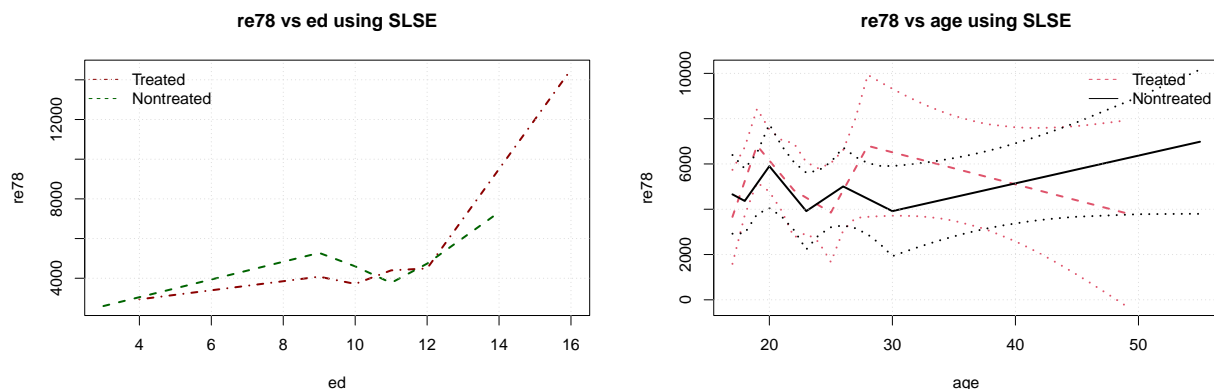 re78 vs ed using SLSE
Treated
Nontreated
re78
4000
8000
12000
4
6
8
10
12
14
16
ed
re78 vs age using SLSE
Treated
Nontreated
re78
0
2000
6000
10000
20
30
40
50
age